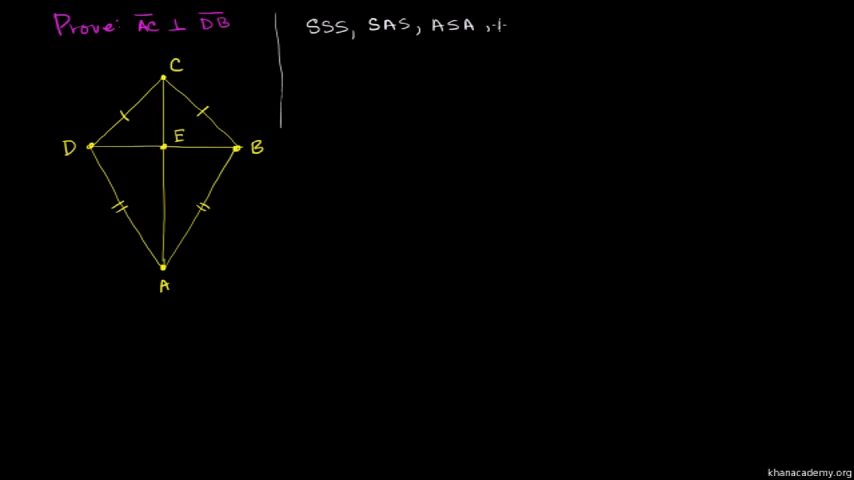 Prove: AC ⊥ DB
SSS, SAS, ASA,
C
D
E
B
A
khanacademy.org